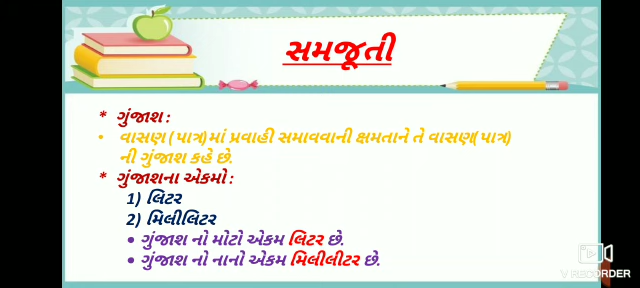 સમજૂતી
* ગુંજાશ :
• વાસણ ( પાત્ર) માં પ્રવાહી સમાવવાની ક્ષમતાને તે વાસણ( પાત્ર)
ની ગુંજાશ કહે છે.
* ગુંજાશના એકમો :
1) લિટર
2) મિલીલિટર
• ગુંજાશ નો મોટો એકમ લિટર છે.
• ગુંજાશ નો નાનો એકમ મિલીલીટર છે.
V RECORDER